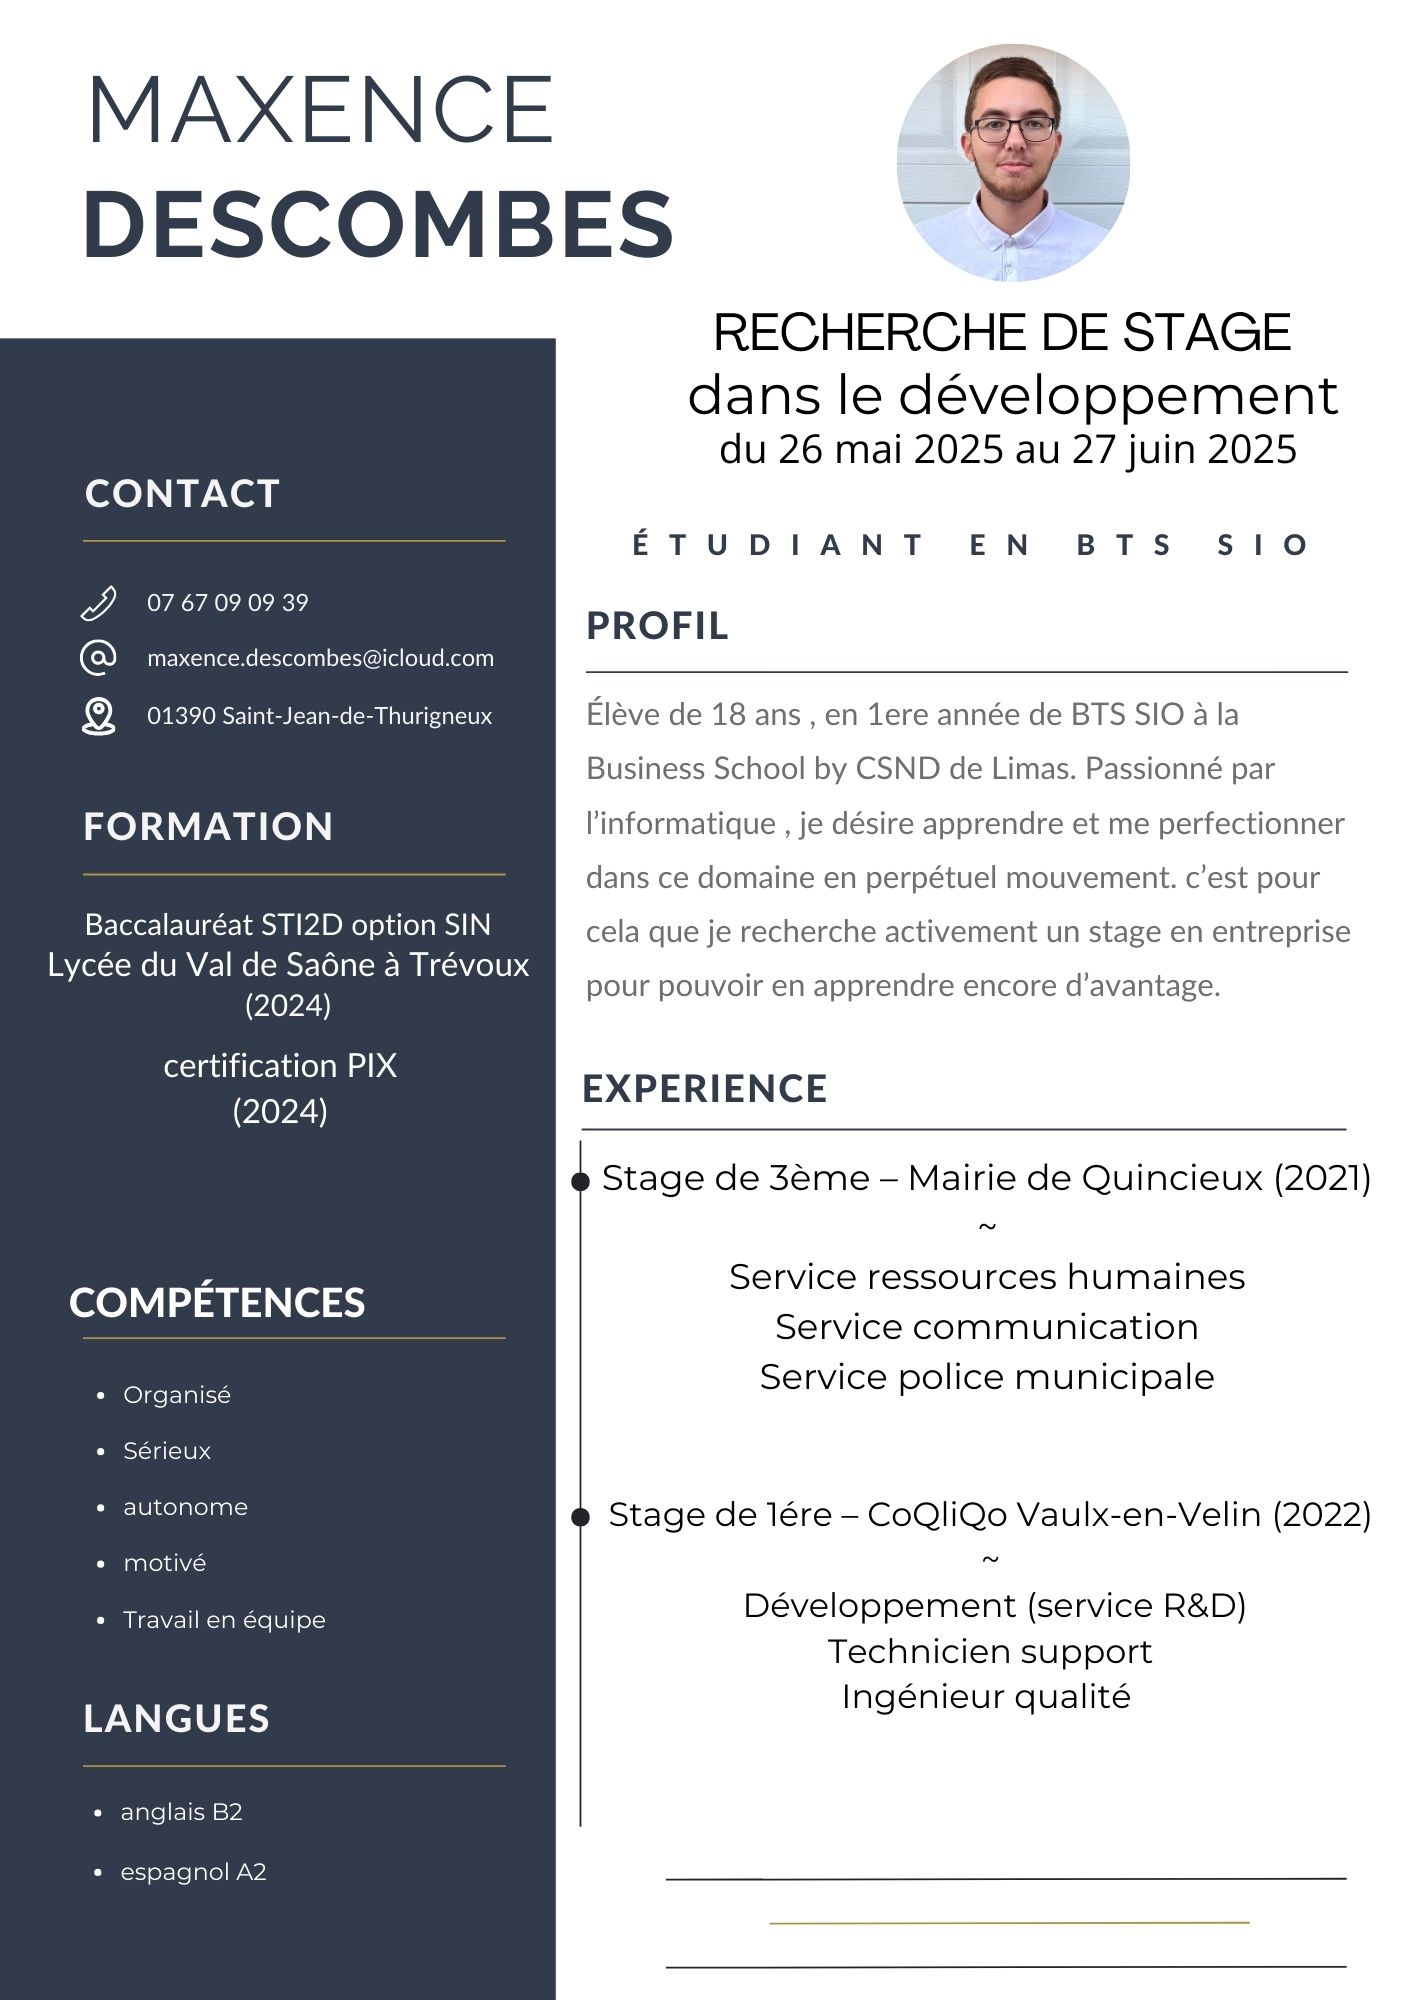 MAXENCE
DESCOMBES
RECHERCHE DE STAGE
dans le développement
du 26 mai 2025 au 27 juin 2025
ÉTUDIANT EN BTS SIO
CONTACT
07 67 09 09 39
maxence.descombes@icloud.com
01390 Saint-Jean-de-Thurigneux
FORMATION
Baccalauréat STI2D option SIN
Lycée du Val de Saône à Trévoux
(2024)
certification PIX
(2024)
COMPÉTENCES
• Organisé
• Sérieux
• autonome
• motivé
• Travail en équipe
LANGUES
• anglais B2
• espagnol A2
PROFIL
Élève de 18 ans , en 1ere année de BTS SIO à la
Business School by CSND de Limas. Passionné par
l’informatique , je désire apprendre et me perfectionner
dans ce domaine en perpétuel mouvement. c’est pour
cela que je recherche activement un stage en entreprise
pour pouvoir en apprendre encore d’avantage.
EXPERIENCE
Stage de 3ème – Mairie de Quincieux (2021)
~
Service ressources humaines
Service communication
Service police municipale
Stage de 1ére – CoQliQo Vaulx-en-Velin (2022)
~
Développement (service R&D)
Technicien support
Ingénieur qualité